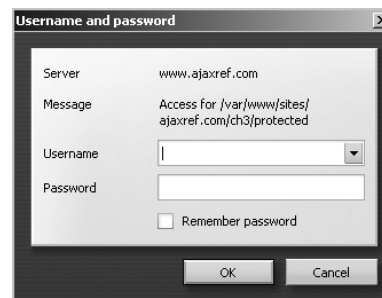 Username and password
Server www.ajaxref.com
Message Access for /var/www/sites/
ajaxref.com/ch3/protected
Username
Password
Remember password
OK Cancel